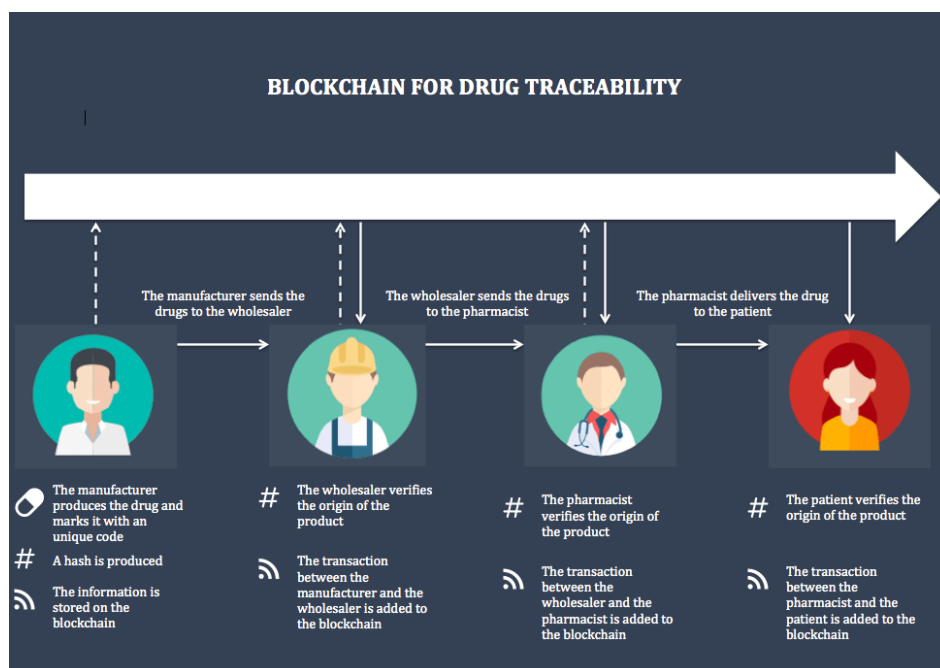 BLOCKCHAIN FOR DRUG TRACEABILITY
The manufacturer sends the
drugs to the wholesaler
The wholesaler sends the drugs
to the pharmacist
The pharmacist delivers the drug
to the patient
The manufacturer
produces the drug and
marks it with an
unique code
# A hash is produced
The information is
stored on the
blockchain
# The wholesaler verifies
the origin of the
product
The transaction
between the
manufacturer and the
wholesaler is added to
the blockchain
# The pharmacist
verifies the origin of
the product
The transaction
between the
wholesaler and the
pharmacist is added to
the blockchain
# The patient verifies the
origin of the product
The transaction
between the
pharmacist and the
patient is added to the
blockchain